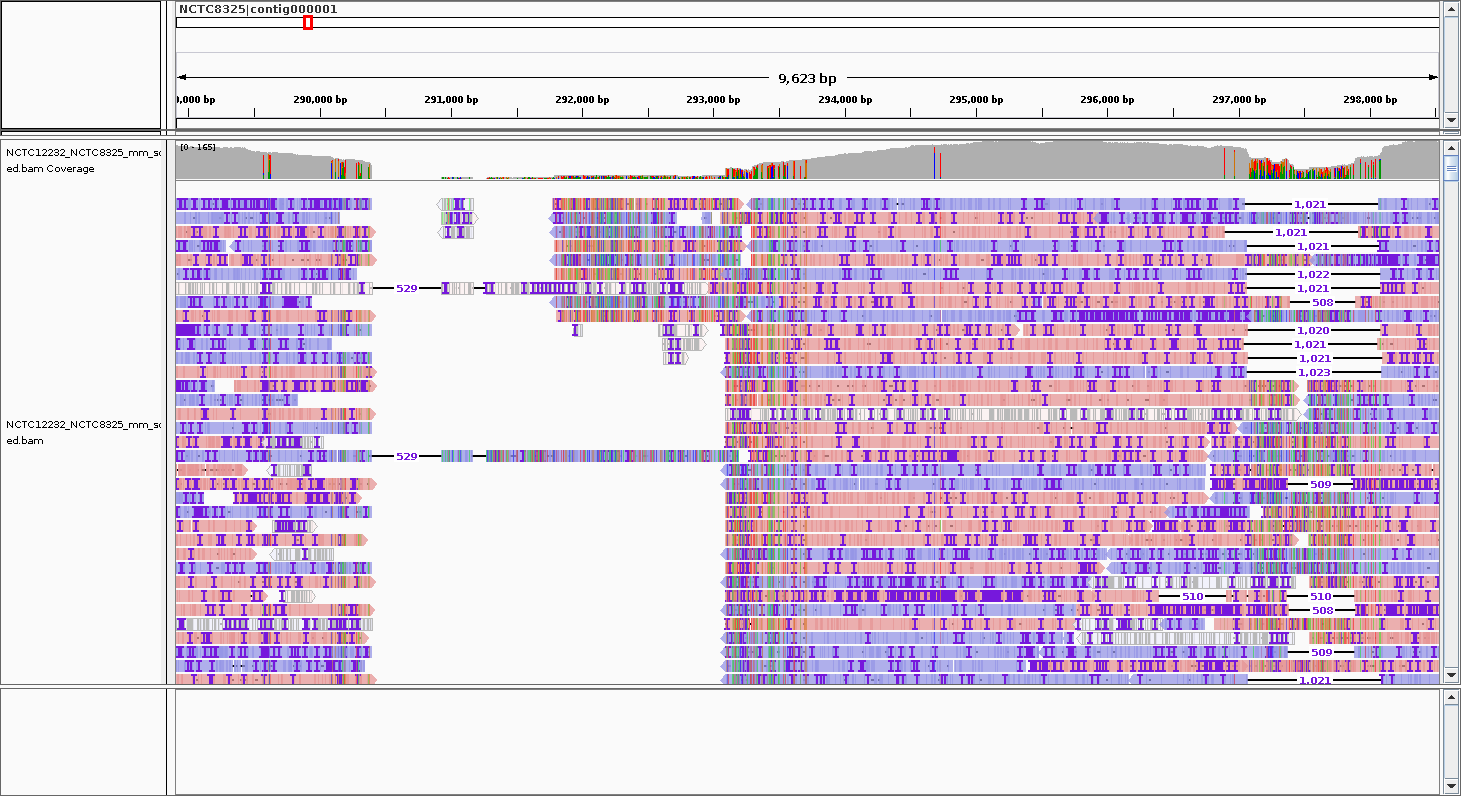 NCTC8325|contig000001
9,623 bp
),000 bp 290,000 bp 291,000 bp 292,000 bp 293,000 bp 294,000 bp 295,000 bp 296,000 bp 297,000 bp 298,000 bp
NCTC12232_NCTC8325_mm_so
ed.bam Coverage
[0 - 165]
1,021
1,021
1,021
1,022
529
1,021
508
1,020
1,021
1,021
1,023
NCTC12232_NCTC8325_mm_so
ed.bam
529
509
510 510
508
509
1,021